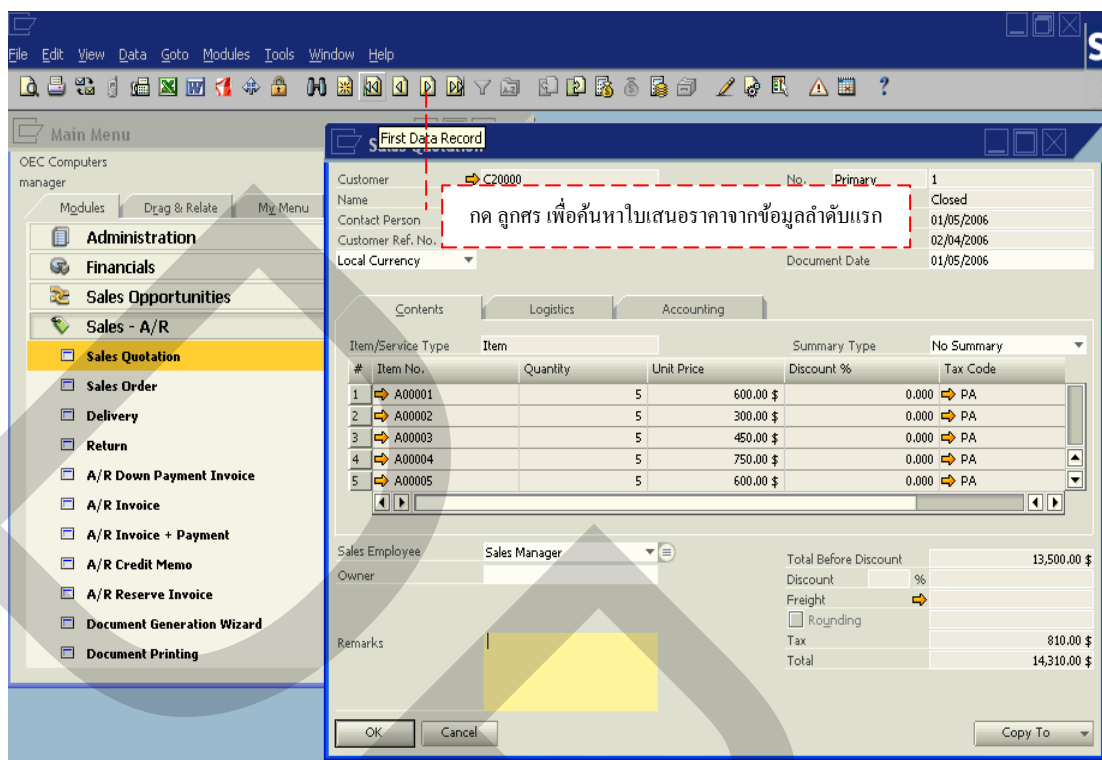 S
File Edit View Data Goto Modules Tools Window Help
First Data Record
Main Menu
OEC Computers
manager
Modules Drag & Relate My Menu
Administration
Financials
Sales Opportunities
Sales - A/R
Sales Quotation
Sales Order
Delivery
Return
A/R Down Payment Invoice
A/R Invoice
A/R Invoice + Payment
A/R Credit Memo
A/R Reserve Invoice
Document Generation Wizard
Document Printing
Sales Quotation
Customer C20000 No. Primary 1
Name Closed
Contact Person 01/05/2006
Customer Ref. No. 02/04/2006
กด ลูกศร เพื่อค้นหาใบเสนอราคาจากข้อมูลลำดับแรก
Local Currency Document Date 01/05/2006
Contents Logistics Accounting
Item/Service Type Item Summary Type No Summary
# Item No. Quantity Unit Price Discount % Tax Code
1 A00001 5 600.00 $ 0.000 PA
2 A00002 5 300.00 $ 0.000 PA
3 A00003 5 450.00 $ 0.000 PA
4 A00004 5 750.00 $ 0.000 PA
5 A00005 5 600.00 $ 0.000 PA
Sales Employee Sales Manager
Owner
Remarks
Total Before Discount 13,500.00 $
Discount %
Freight
Rounding
Tax 810.00 $
Total 14,310.00 $
OK Cancel Copy To